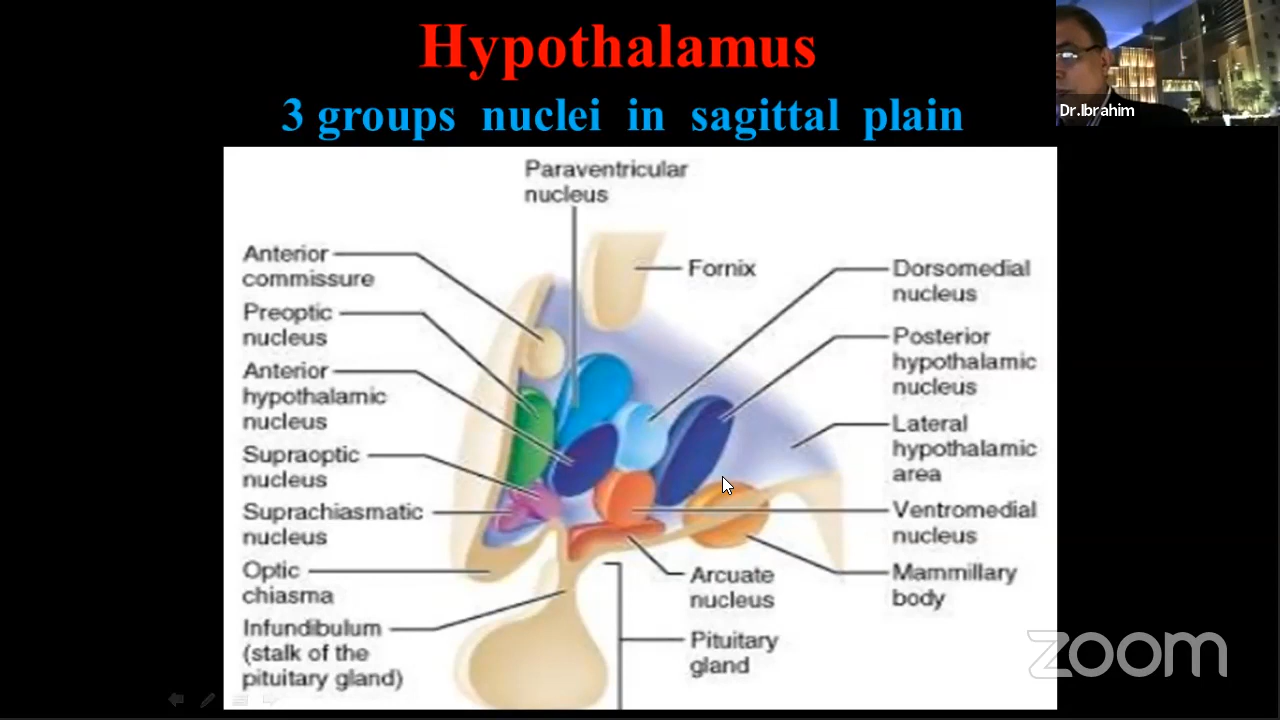 Hypothalamus
3 groups nuclei in sagittal plain
Dr.Ibrahim
Paraventricular
nucleus
Anterior
commissure
Preoptic
nucleus
Anterior
hypothalamic
nucleus
Supraoptic
nucleus
Suprachiasmatic
nucleus
Optic
chiasma
Infundibulum
(stalk of the
pituitary gland)
Fornix
Dorsomedial
nucleus
Posterior
hypothalamic
nucleus
Lateral
hypothalamic
area
Ventromedial
nucleus
Mammillary
body
Arcuate
nucleus
Pituitary
gland
zoom